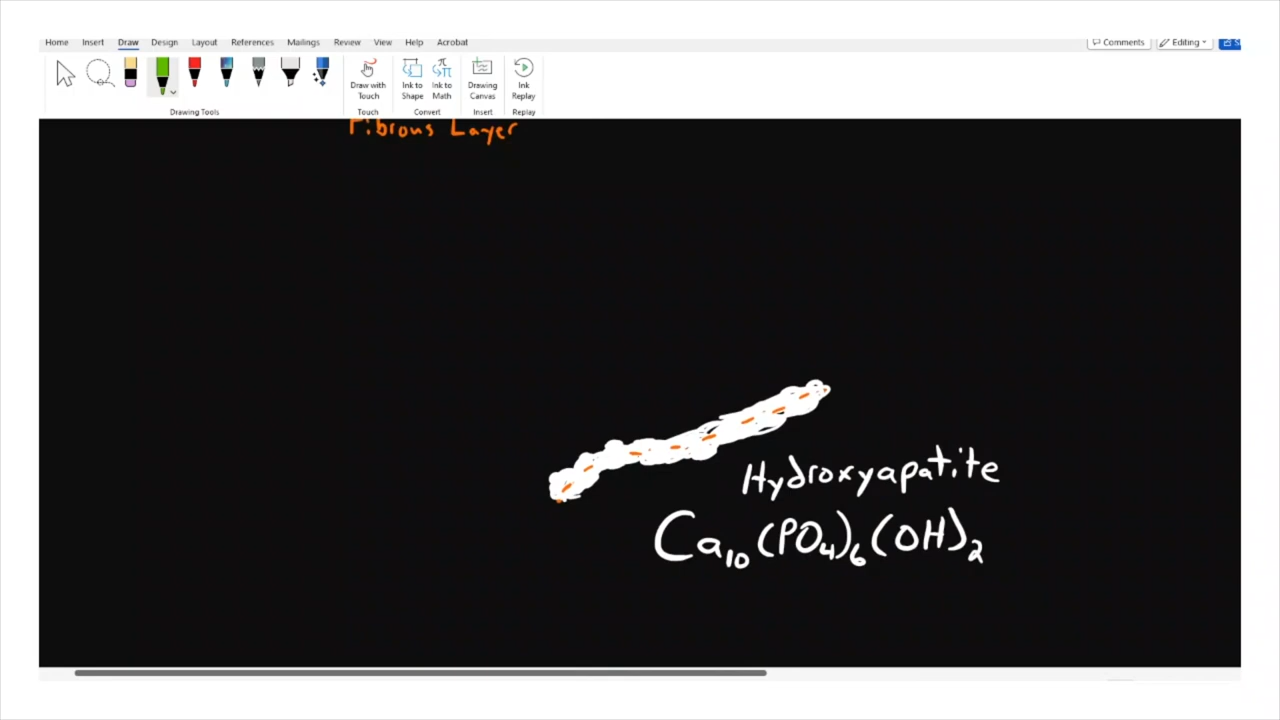 Home Insert Draw Design Layout References Mailings Review View Help Acrobat
Comments Editing
Draw with Touch
Ink to Shape
Ink to Math
Drawing Canvas
Ink Replay
Drawing Tools Touch Convert Insert Replay
Fibrous Layer
Hydroxyapatite
Ca₁₀(PO₄)₆(OH)₂